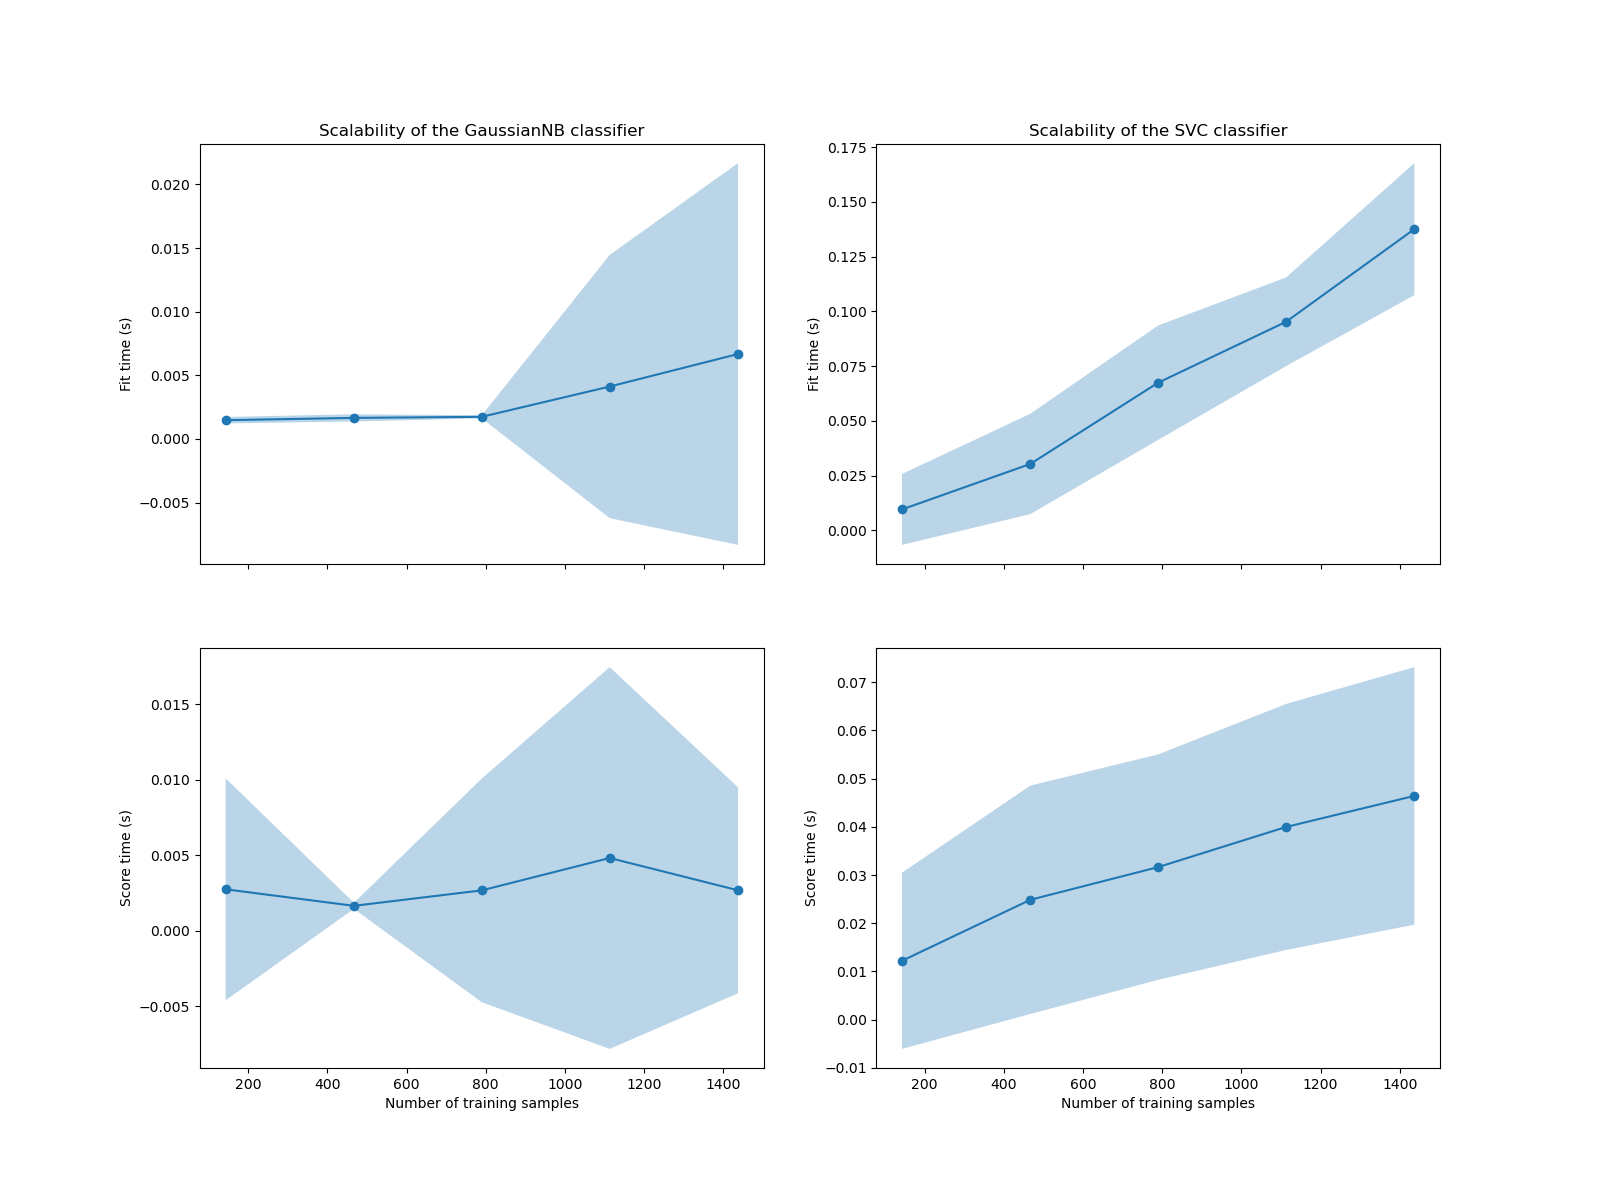 Scalability of the GaussianNB classifier
0.020
0.015
0.010
0.005
0.000
−0.005
Fit time (s)
Scalability of the SVC classifier
0.175
0.150
0.125
0.100
0.075
0.050
0.025
0.000
Fit time (s)
0.015
0.010
0.005
0.000
−0.005
Score time (s)
200 400 600 800 1000 1200 1400
Number of training samples
0.07
0.06
0.05
0.04
0.03
0.02
0.01
0.00
−0.01
Score time (s)
200 400 600 800 1000 1200 1400
Number of training samples